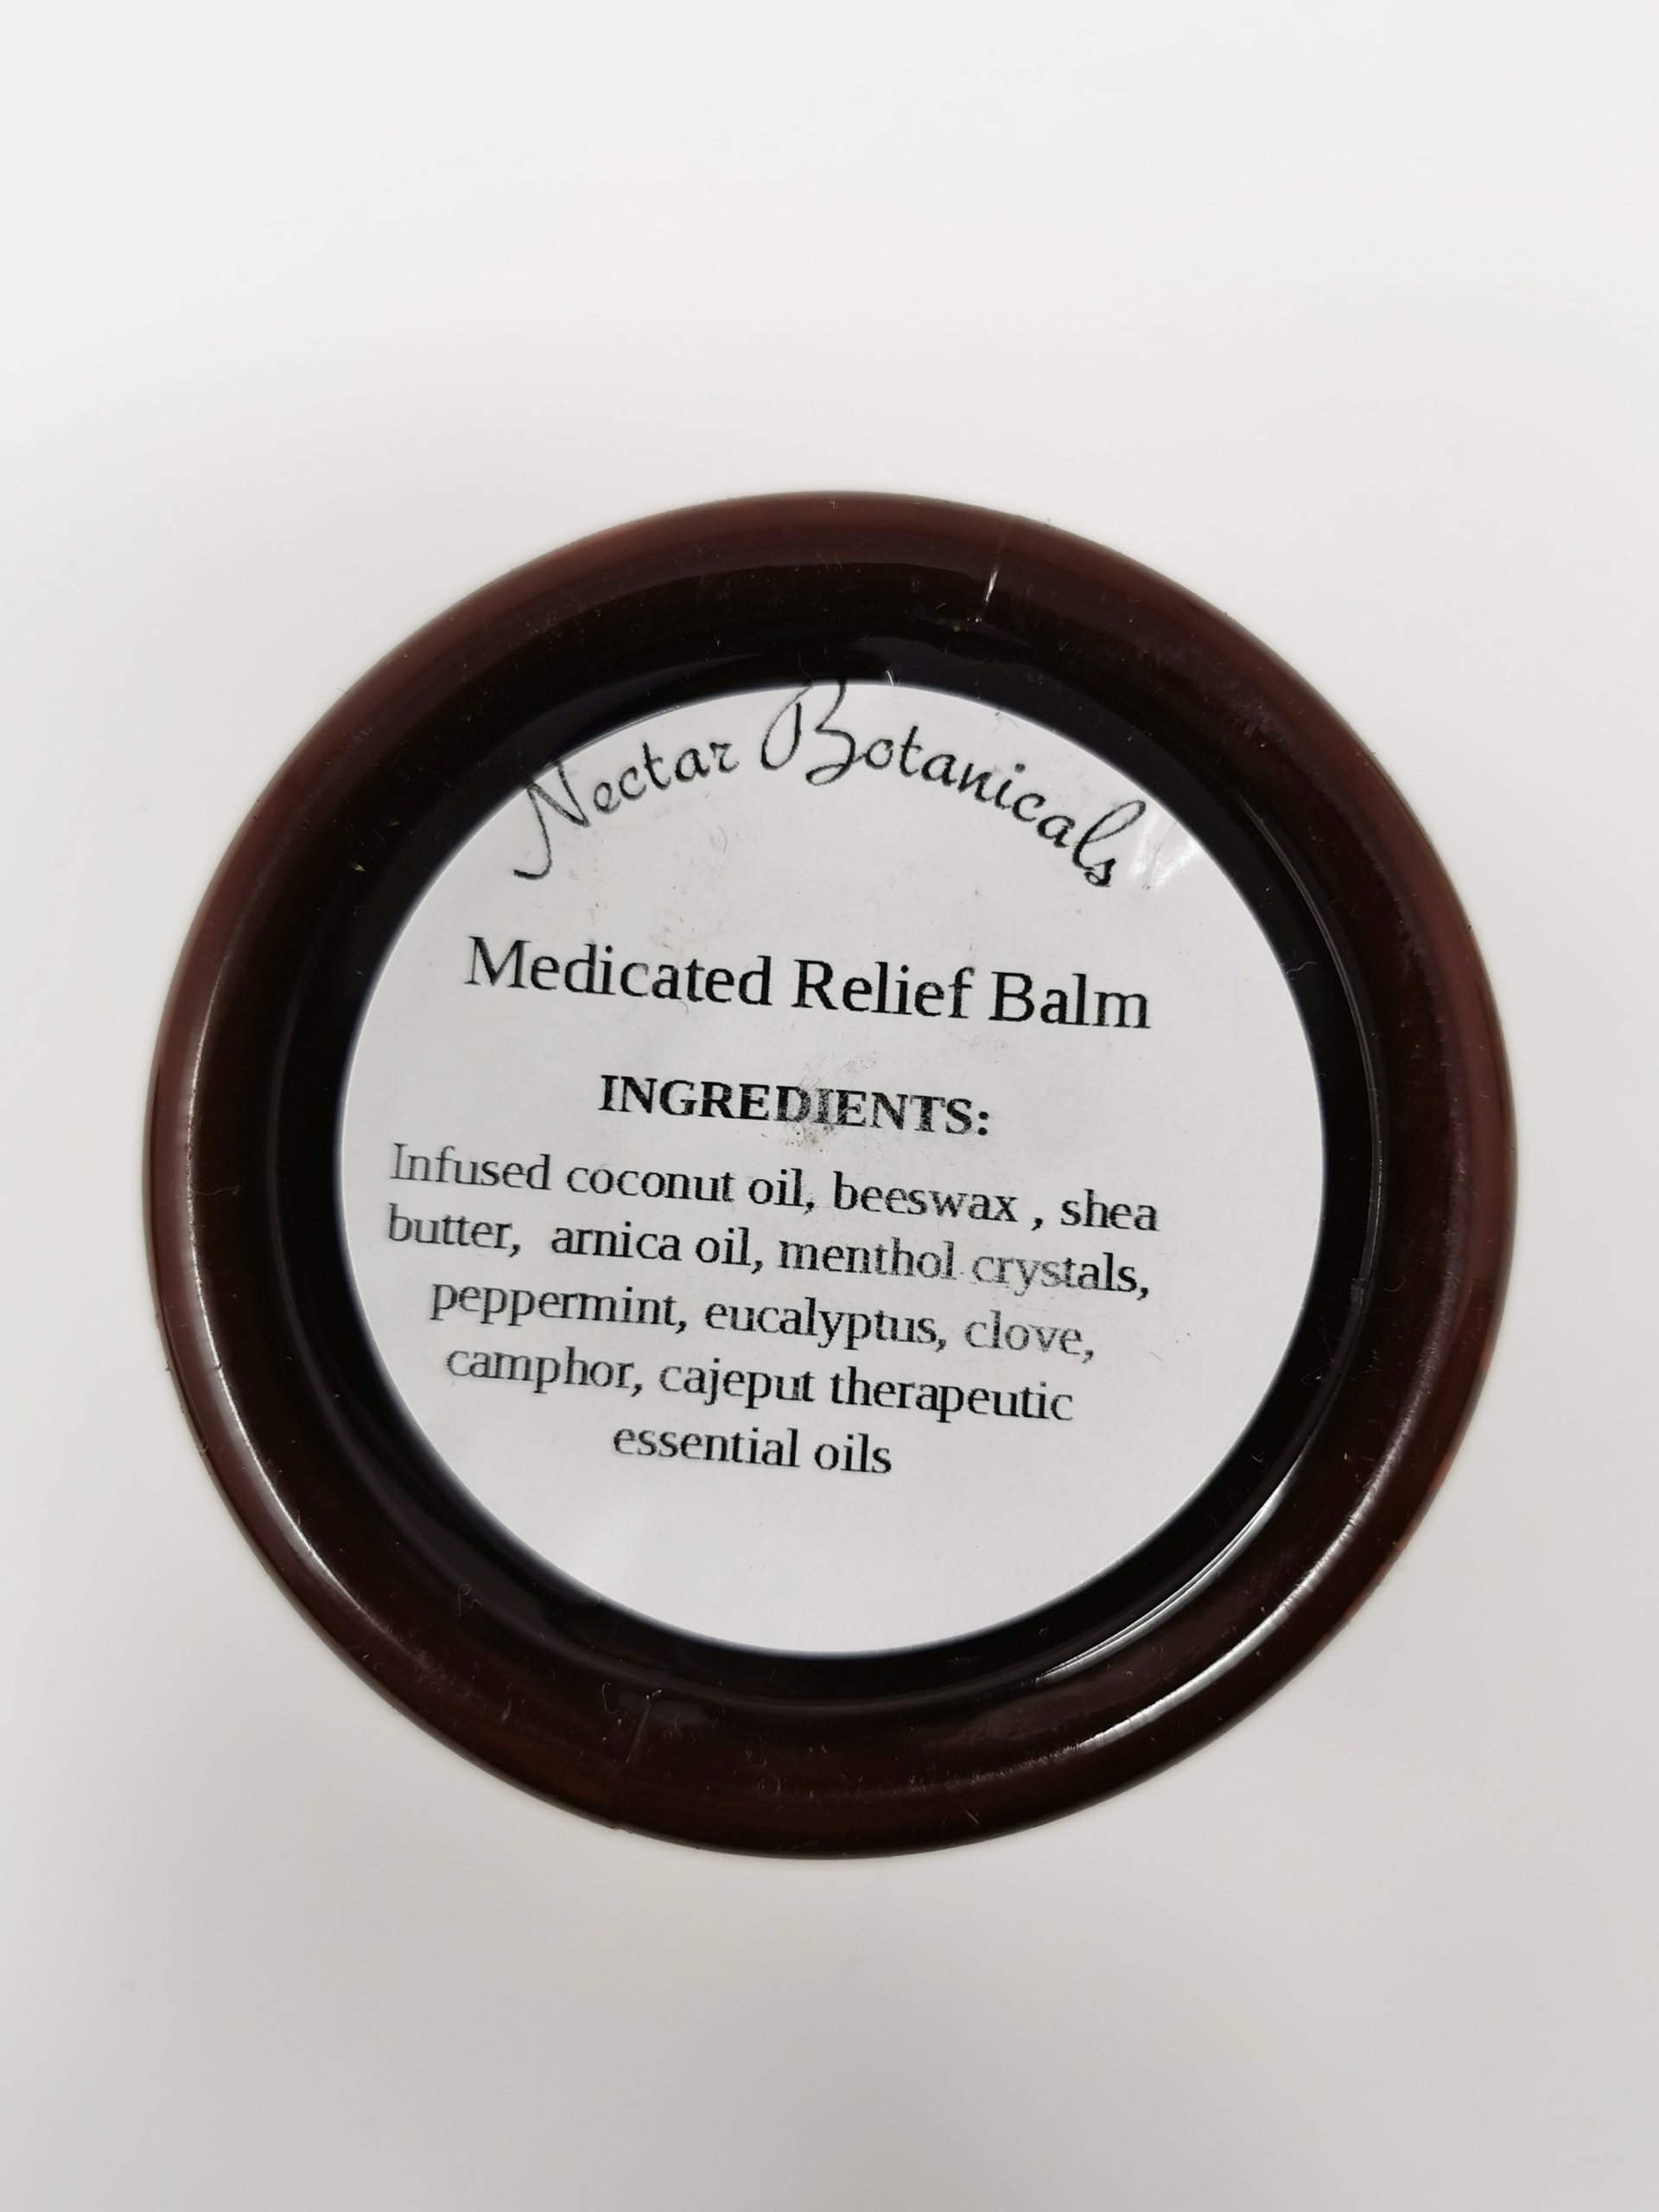 Nectar Botanicals
Medicated Relief Balm
INGREDIENTS:
Infused coconut oil, beeswax , shea
butter,  arnica oil, menthol crystals,
peppermint, eucalyptus, clove,
camphor, cajeput therapeutic
essential oils